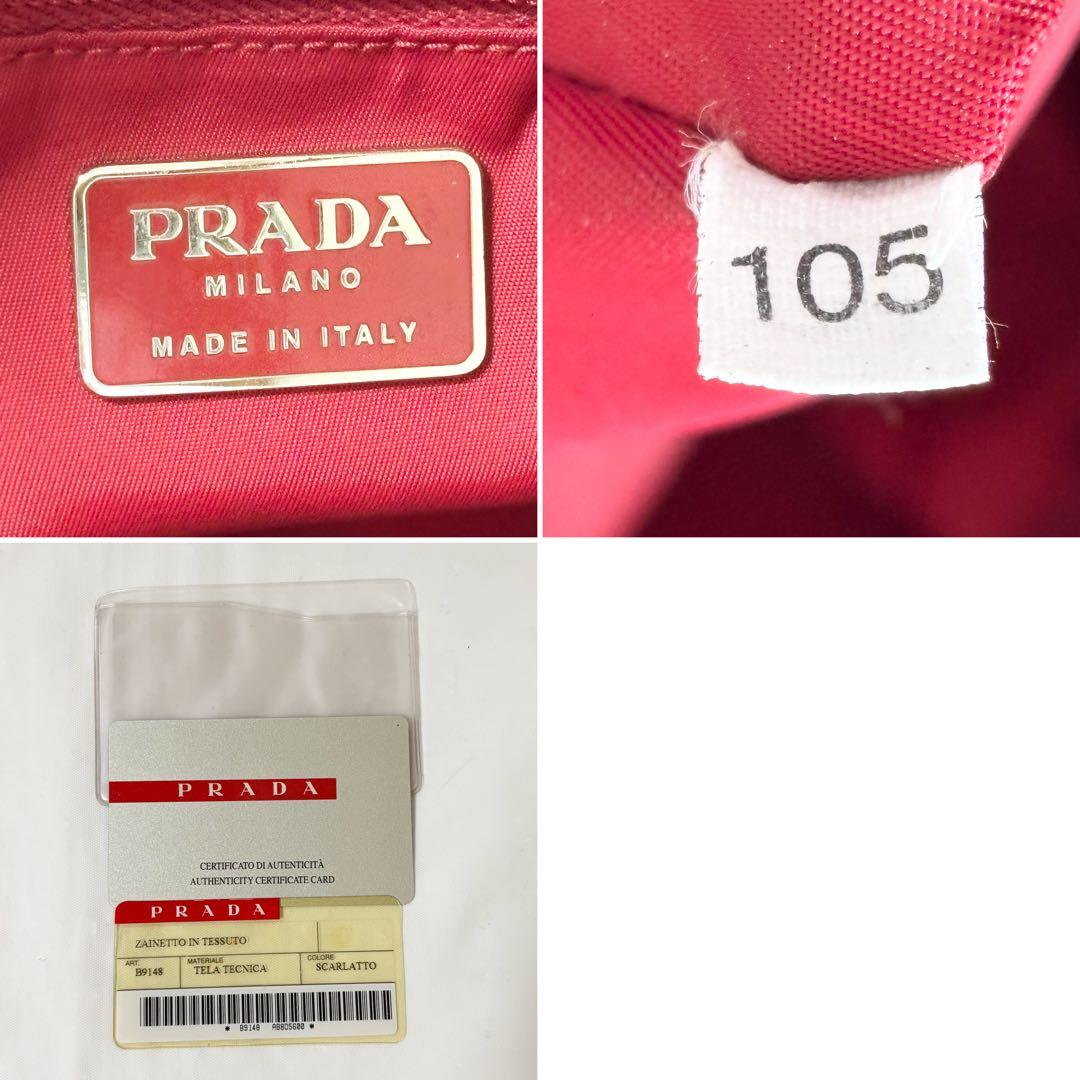 PRADA
MILANO
MADE IN ITALY
105
PRADA
CERTIFICATO DI AUTENTICITÀ
AUTHENTICITY CERTIFICATE CARD
PRADA
ZAINETTO IN TESSUTO
ART. MATERIALE COLORE
B9148 TELA TECNICA SCARLATTO
* B9148 A88D5600 *